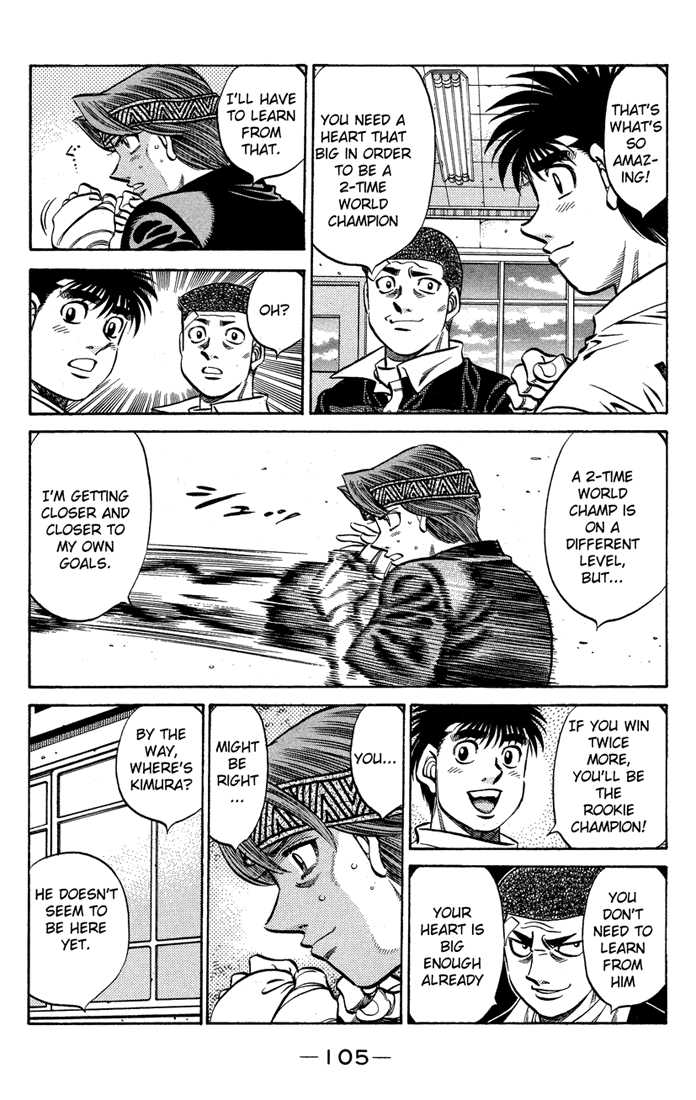 THAT'S
WHAT'S
SO
AMAZ-
ING!
YOU NEED A
HEART THAT
BIG IN ORDER
TO BE A
2-TIME
WORLD
CHAMPION
I'LL HAVE
TO LEARN
FROM
THAT.
OH?
A 2-TIME
WORLD
CHAMP IS
ON A
DIFFERENT
LEVEL,
BUT...
I'M GETTING
CLOSER AND
CLOSER TO
MY OWN
GOALS.
IF YOU WIN
TWICE
MORE,
YOU'LL BE
THE
ROOKIE
CHAMPION!
YOU
DON'T
NEED TO
LEARN
FROM
HIM
YOUR
HEART IS
BIG
ENOUGH
ALREADY
YOU...
MIGHT
BE
RIGHT
...
BY THE
WAY,
WHERE'S
KIMURA?
HE DOESN'T
SEEM TO
BE HERE
YET.
—105—